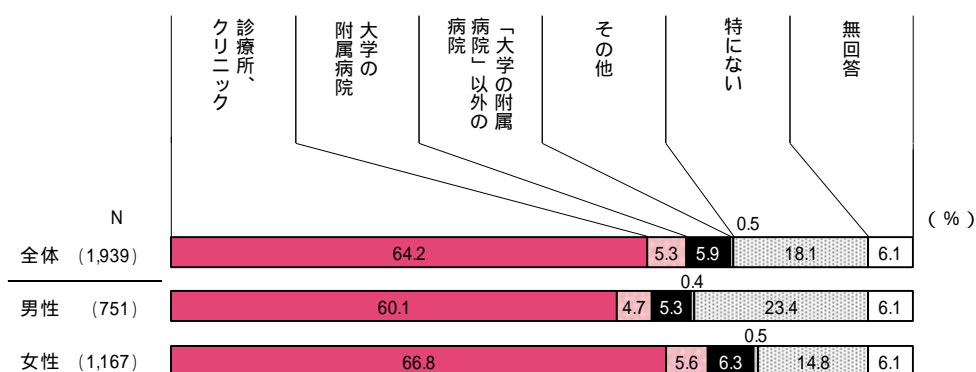 診療所、
クリニック
大学の
附属病院
「大学の附属
病院」以外の
病院
その他
特にない
無回答
N
(%)
0.5
全体 (1,939) 64.2 5.3 5.9 18.1 6.1
0.4
男性 (751) 60.1 4.7 5.3 23.4 6.1
0.5
女性 (1,167) 66.8 5.6 6.3 14.8 6.1